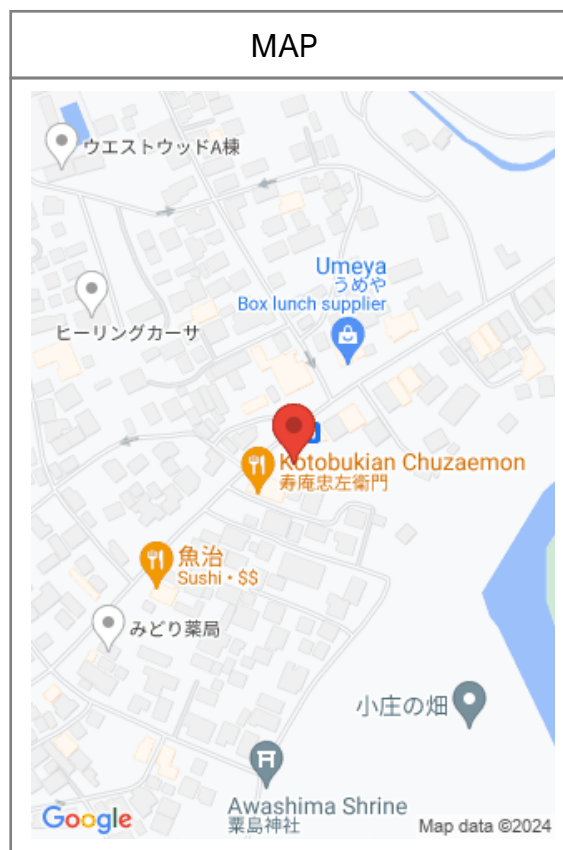 MAP
ウエストウッドA棟
Umeya
うめや
Box lunch supplier
ヒーリングカーサ
Kotobukian Chuzaemon
寿庵忠左衛門
魚治
Sushi・$$
みどり薬局
小庄の畑
Awashima Shrine
粟島神社
Google
Map data ©2024